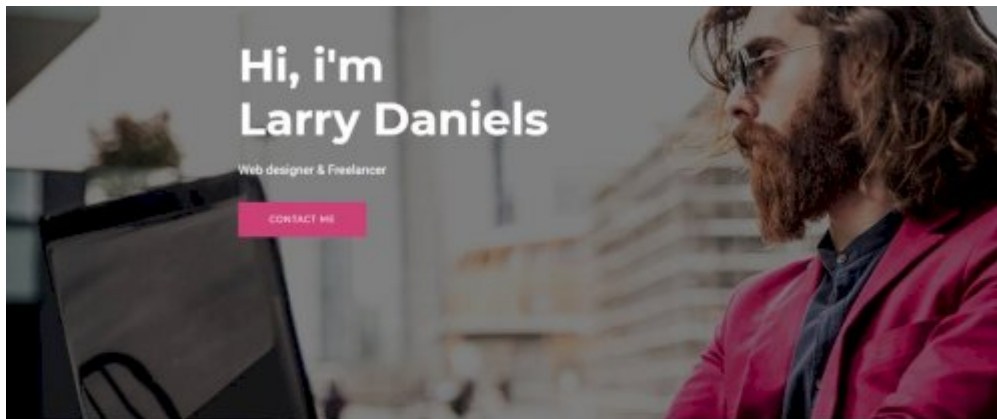 Hi, i'm
Larry Daniels
Web designer & Freelancer
CONTACT ME